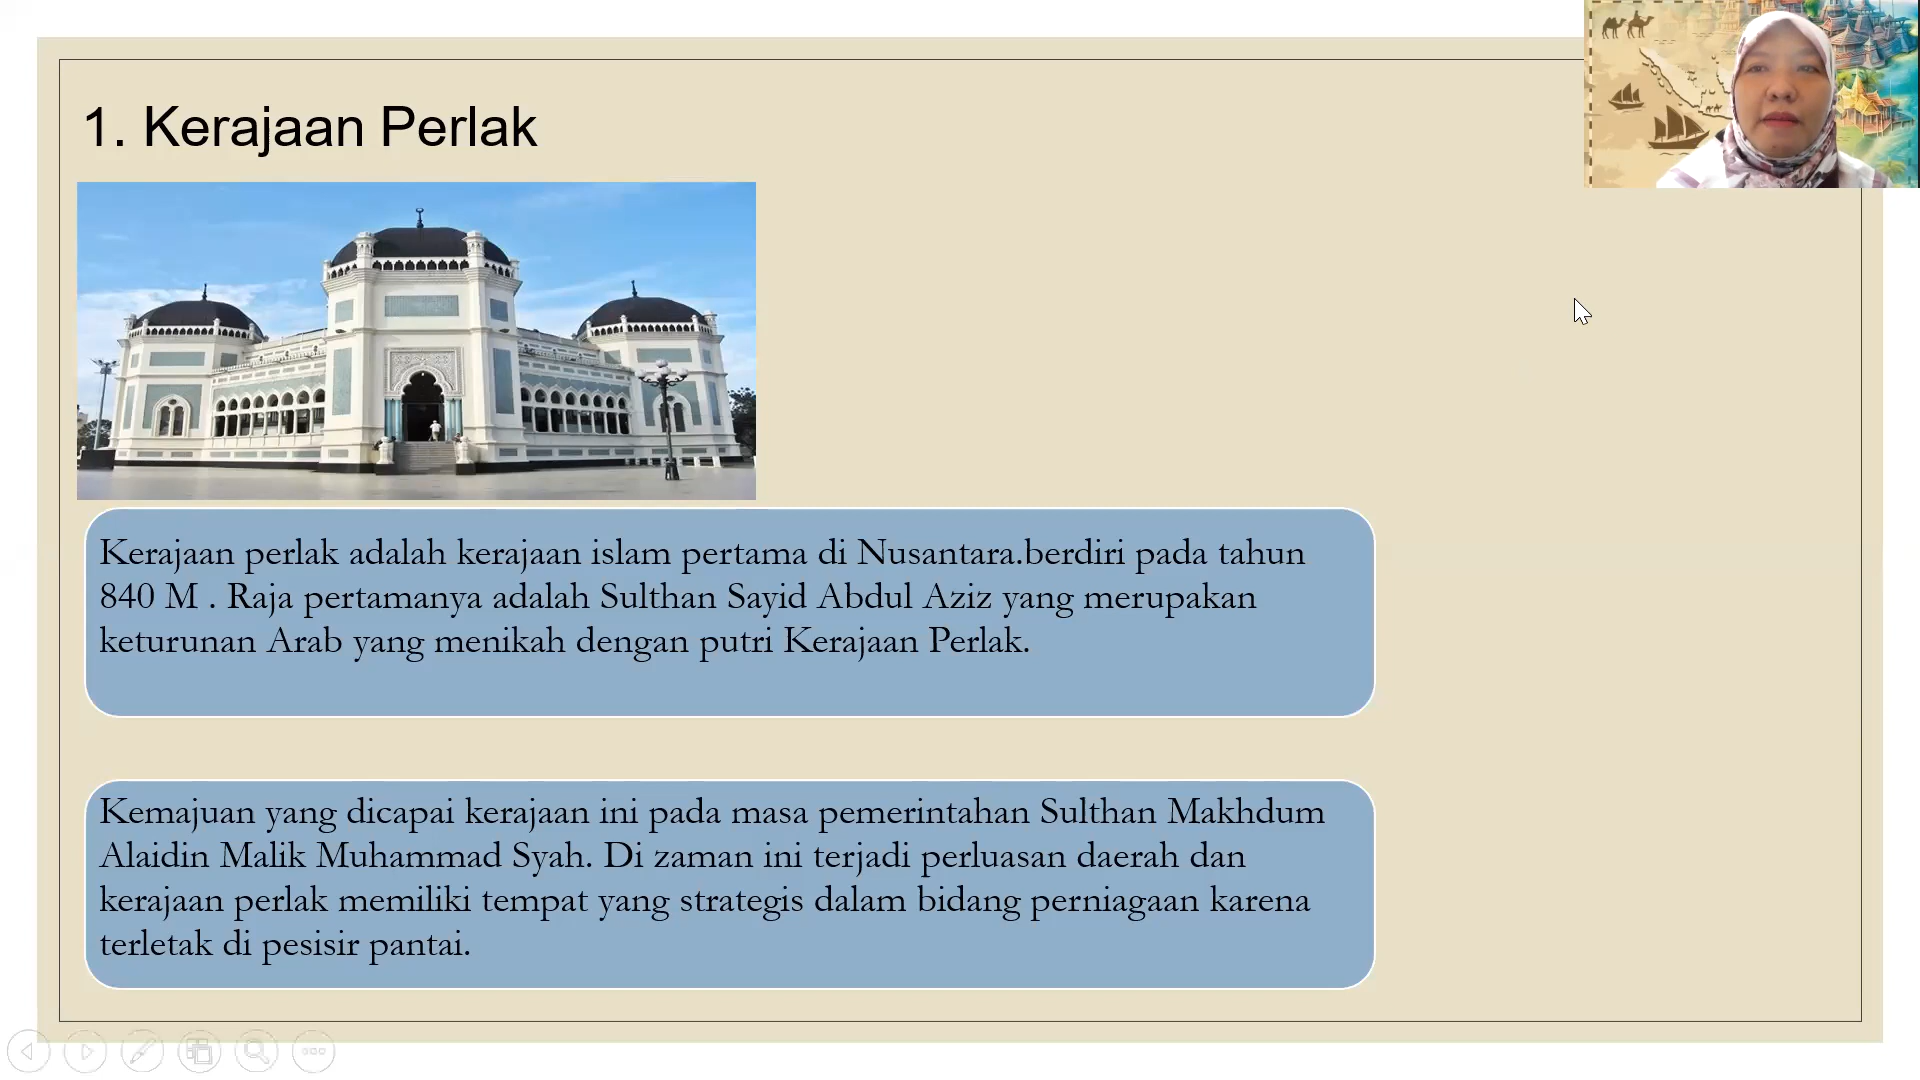 1. Kerajaan Perlak
Kerajaan perlak adalah kerajaan islam pertama di Nusantara.berdiri pada tahun
840 M . Raja pertamanya adalah Sulthan Sayid Abdul Aziz yang merupakan
keturunan Arab yang menikah dengan putri Kerajaan Perlak.
Kemajuan yang dicapai kerajaan ini pada masa pemerintahan Sulthan Makhdum
Alaidin Malik Muhammad Syah. Di zaman ini terjadi perluasan daerah dan
kerajaan perlak memiliki tempat yang strategis dalam bidang perniagaan karena
terletak di pesisir pantai.